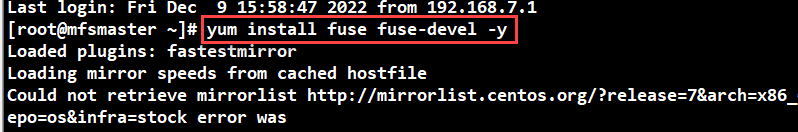 Last login: Fri Dec  9 15:58:47 2022 from 192.168.7.1
[root@mfsmaster ~]# yum install fuse fuse-devel -y
Loaded plugins: fastestmirror
Loading mirror speeds from cached hostfile
Could not retrieve mirrorlist http://mirrorlist.centos.org/?release=7&arch=x86_
epo=os&infra=stock error was